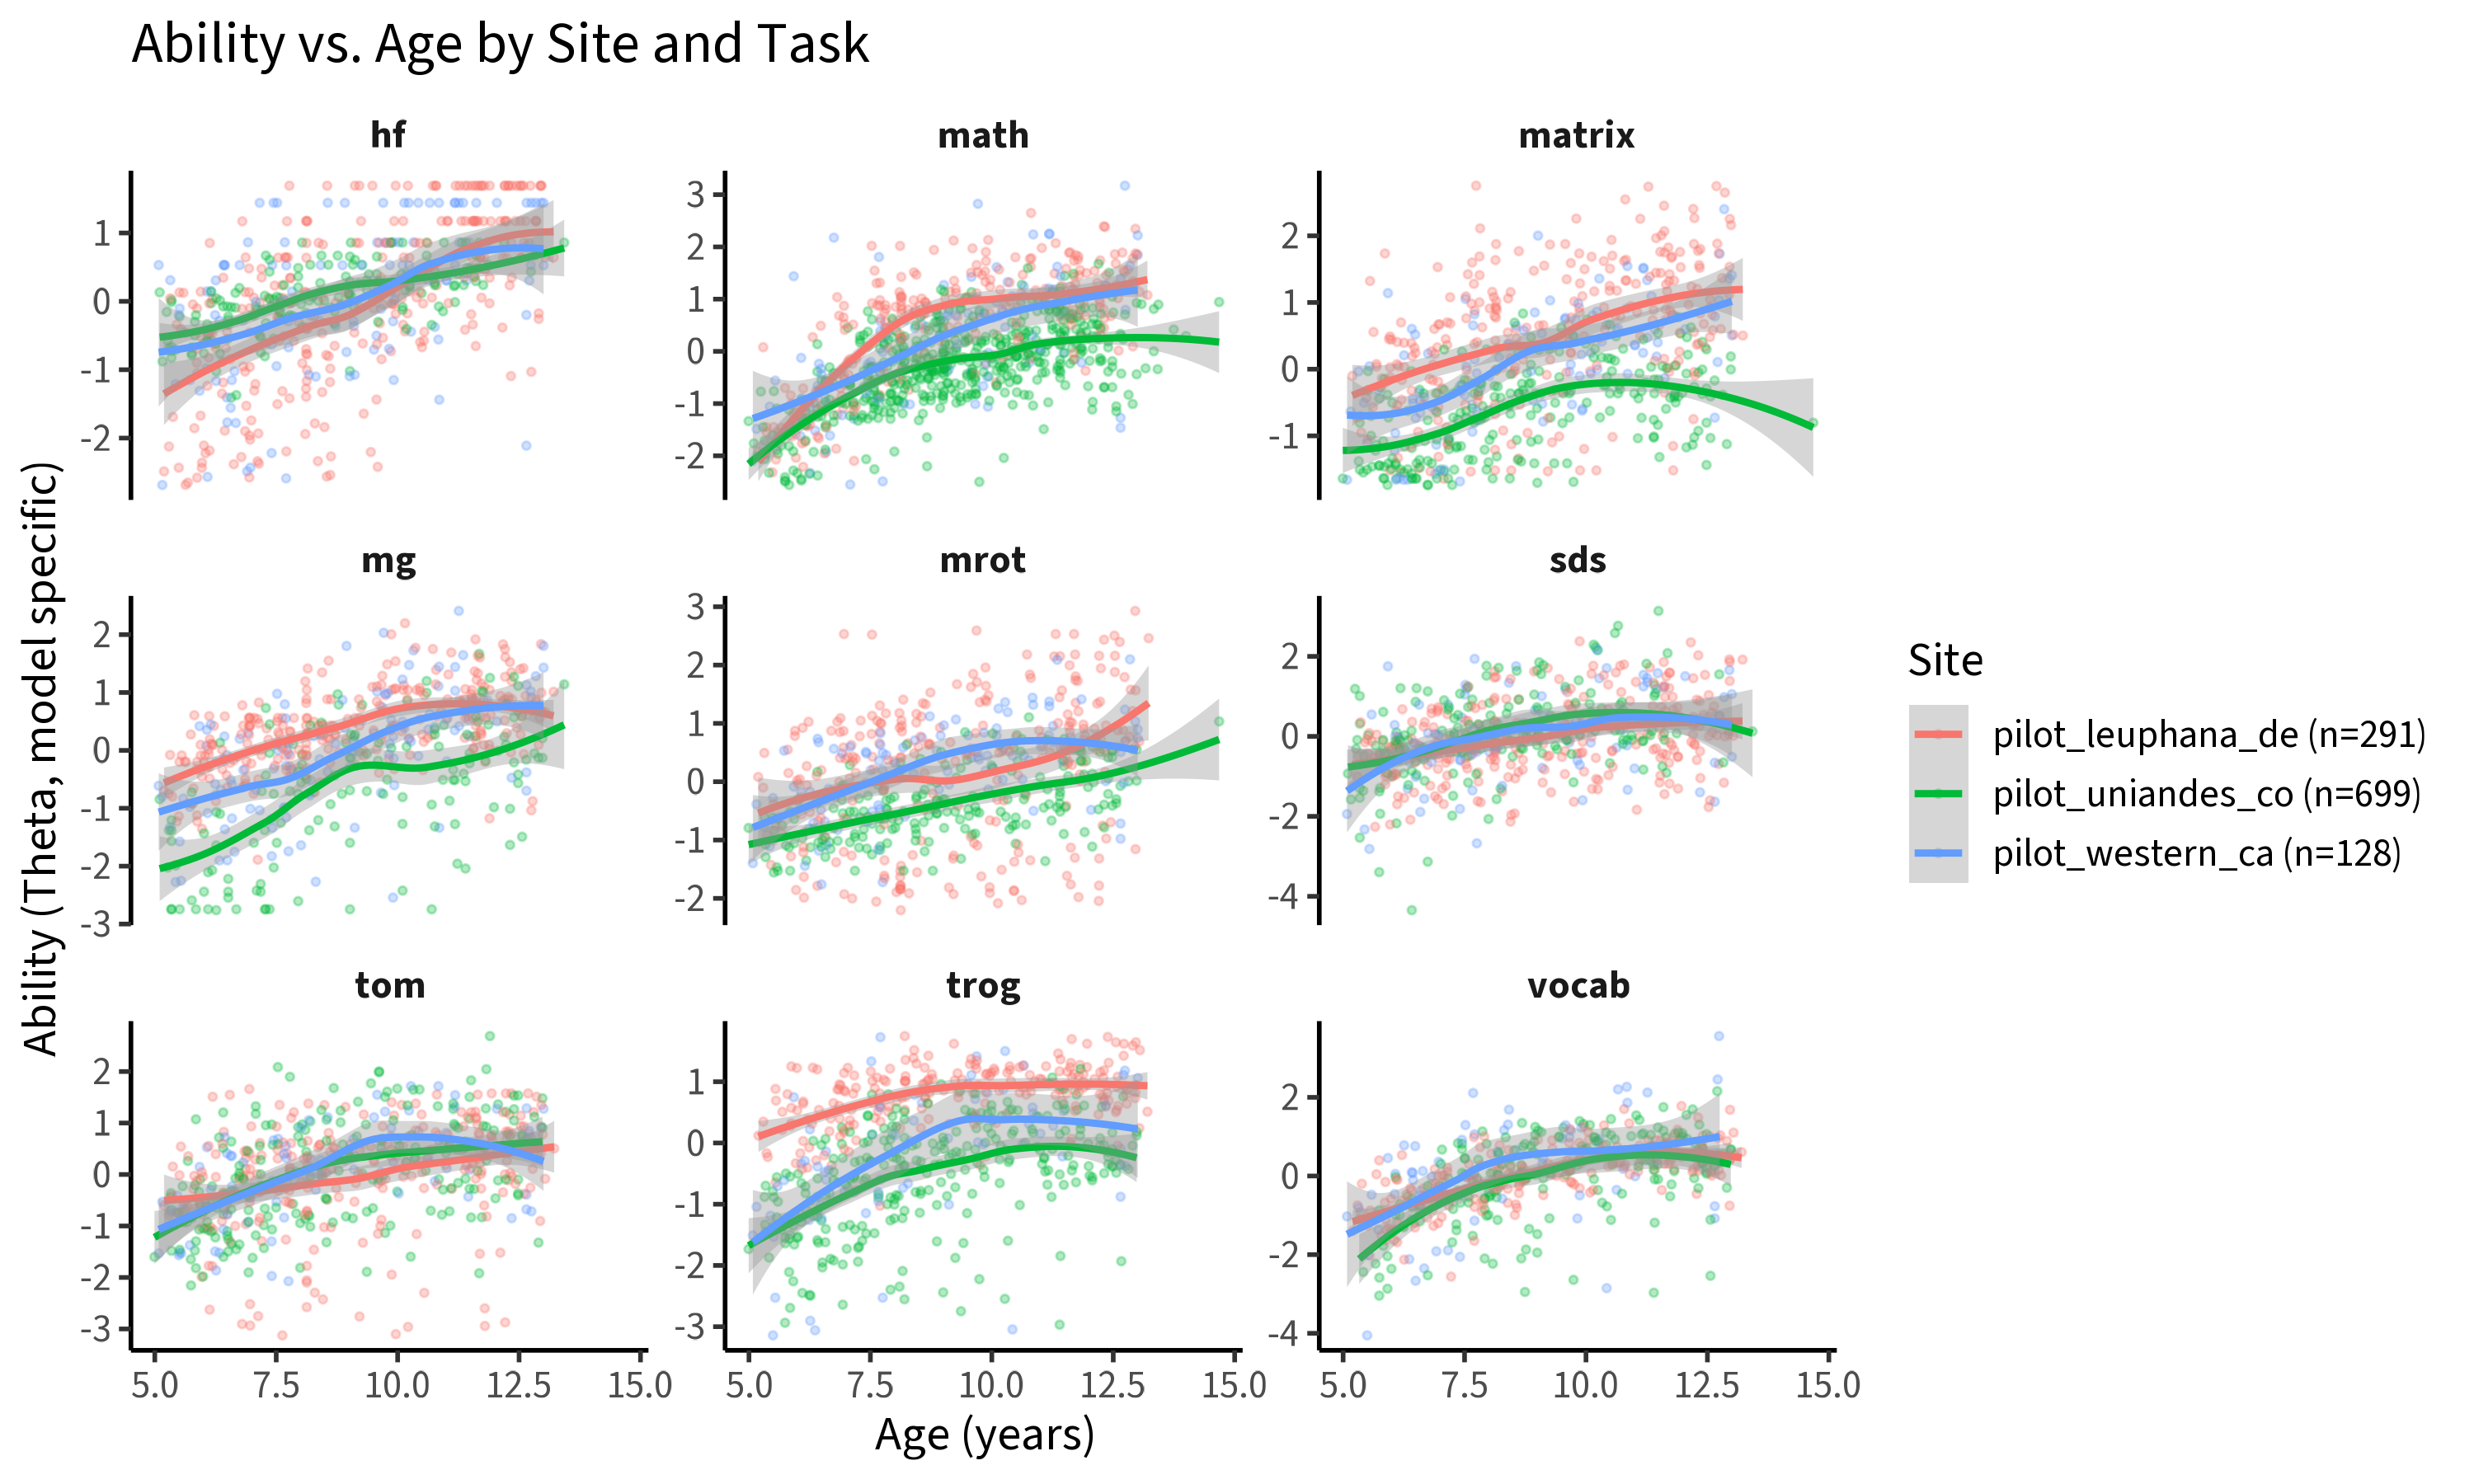 Ability vs. Age by Site and Task
hf
math
matrix
1
0
-1
-2
3
2
1
0
-1
-2
2
1
0
-1
mg
mrot
sds
2
1
0
-1
-2
-3
3
2
1
0
-1
-2
2
0
-2
-4
tom
trog
vocab
2
1
0
-1
-2
-3
1
0
-1
-2
-3
2
0
-2
-4
5.0 7.5 10.0 12.5 15.0
5.0 7.5 10.0 12.5 15.0
5.0 7.5 10.0 12.5 15.0
Age (years)
Ability (Theta, model specific)
Site
pilot_leuphana_de (n=291)
pilot_uniandes_co (n=699)
pilot_western_ca (n=128)